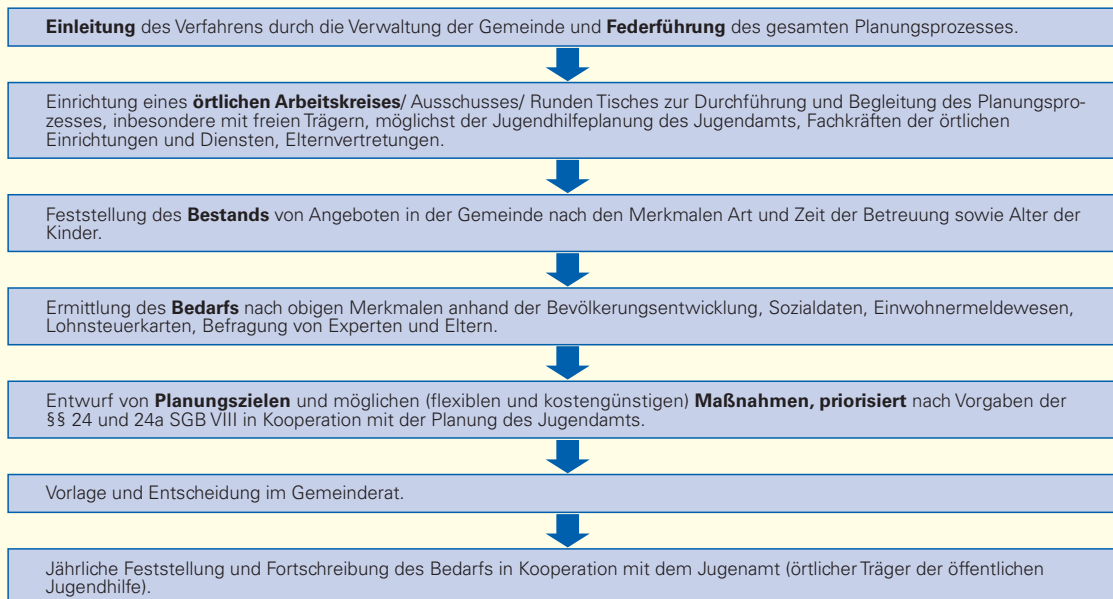 Einleitung des Verfahrens durch die Verwaltung der Gemeinde und Federführung des gesamten Planungsprozesses.
Einrichtung eines örtlichen Arbeitskreises/ Ausschusses/ Runden Tisches zur Durchführung und Begleitung des Planungspro-
zesses, inbesondere mit freien Trägern, möglichst der Jugendhilfeplanung des Jugendamts, Fachkräften der örtlichen
Einrichtungen und Diensten, Elternvertretungen.
Feststellung des Bestands von Angeboten in der Gemeinde nach den Merkmalen Art und Zeit der Betreuung sowie Alter der
Kinder.
Ermittlung des Bedarfs nach obigen Merkmalen anhand der Bevölkerungsentwicklung, Sozialdaten, Einwohnermeldewesen,
Lohnsteuerkarten, Befragung von Experten und Eltern.
Entwurf von Planungszielen und möglichen (flexiblen und kostengünstigen) Maßnahmen, priorisiert nach Vorgaben der
§§ 24 und 24a SGB VIII in Kooperation mit der Planung des Jugendamts.
Vorlage und Entscheidung im Gemeinderat.
Jährliche Feststellung und Fortschreibung des Bedarfs in Kooperation mit dem Jugenamt (örtlicher Träger der öffentlichen
Jugendhilfe).